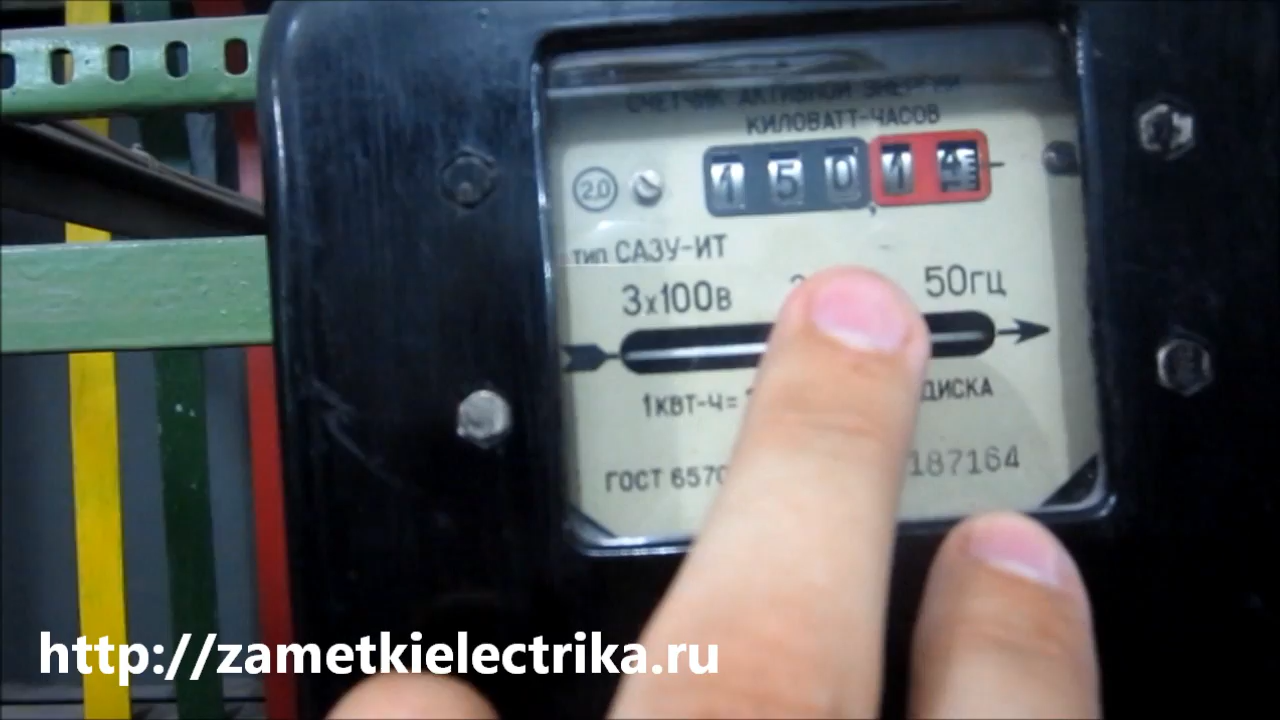 СЧЕТЧИК АКТИВНОЙ ЭНЕРГИИ
КИЛОВАТТ-ЧАСОВ
2.0
1 5 0 1 4
тип САЗУ-ИТ
3х100В 50гц
1КВТ-Ч= ДИСКА
ГОСТ 6570 187164
http://zametkielectrika.ru